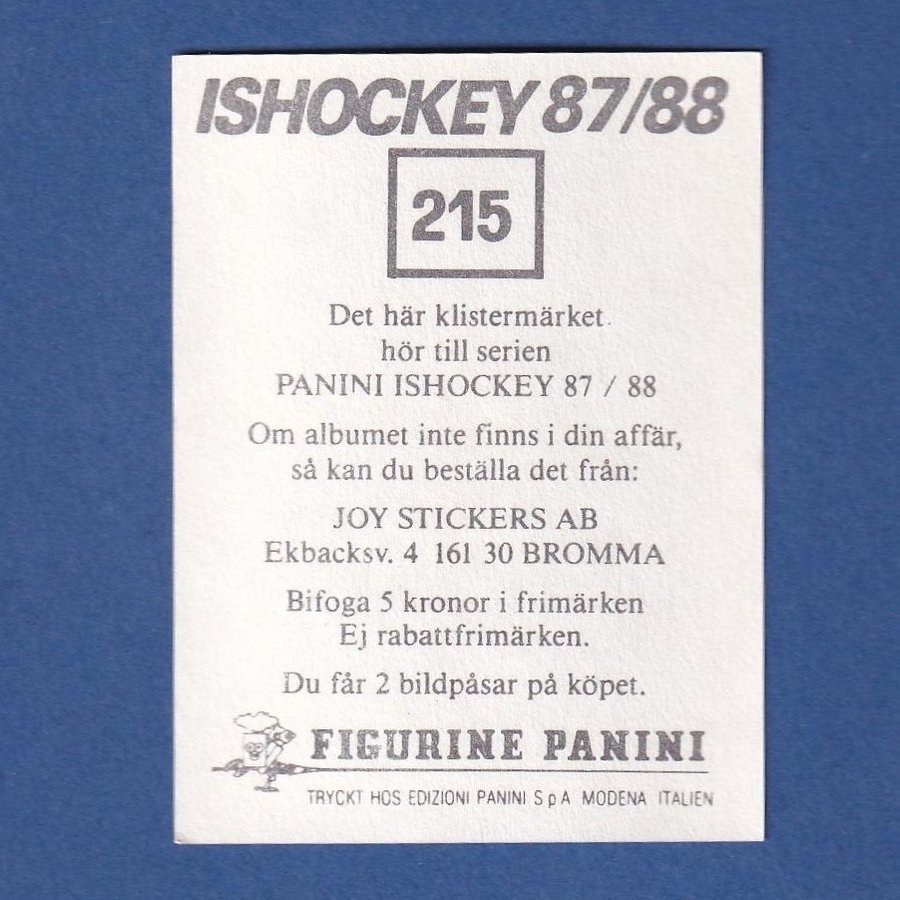 ISHOCKEY 87/88
215
Det här klistermärket
hör till serien
PANINI ISHOCKEY 87 / 88
Om albumet inte finns i din affär,
så kan du beställa det från:
JOY STICKERS AB
Ekbacksv. 4 161 30 BROMMA
Bifoga 5 kronor i frimärken
Ej rabattfrimärken.
Du får 2 bildpåsar på köpet.
FIGURINE PANINI
TRYCKT HOS EDIZIONI PANINI S p A MODENA ITALIEN